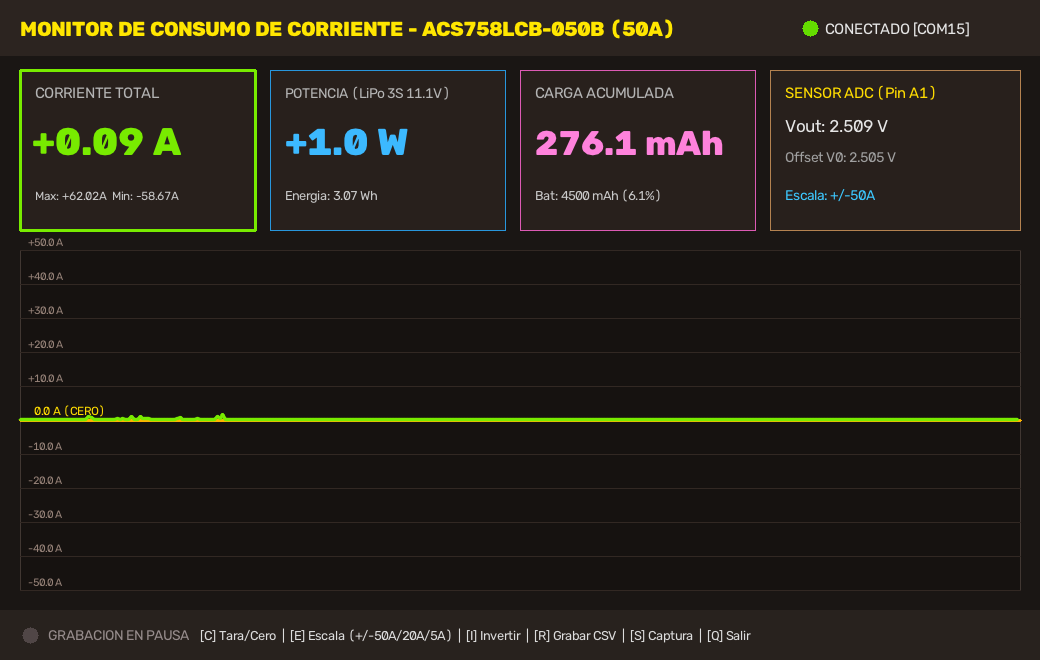 MONITOR DE CONSUMO DE CORRIENTE - ACS758LCB-050B (50A)
CONECTADO [COM15]
CORRIENTE TOTAL
+0.09 A
Max: +62.02A Min: -58.67A
POTENCIA (LiPo 3S 11.1V)
+1.0 W
Energia: 3.07 Wh
CARGA ACUMULADA
276.1 mAh
Bat: 4500 mAh (6.1%)
SENSOR ADC (Pin A1)
Vout: 2.509 V
Offset V0: 2.505 V
Escala: +/-50A
+50.0 A
+40.0 A
+30.0 A
+20.0 A
+10.0 A
0.0 A (CERO)
-10.0 A
-20.0 A
-30.0 A
-40.0 A
-50.0 A
GRABACION EN PAUSA [C] Tara/Cero | [E] Escala (+/-50A/20A/5A) | [I] Invertir | [R] Grabar CSV | [S] Captura | [Q] Salir